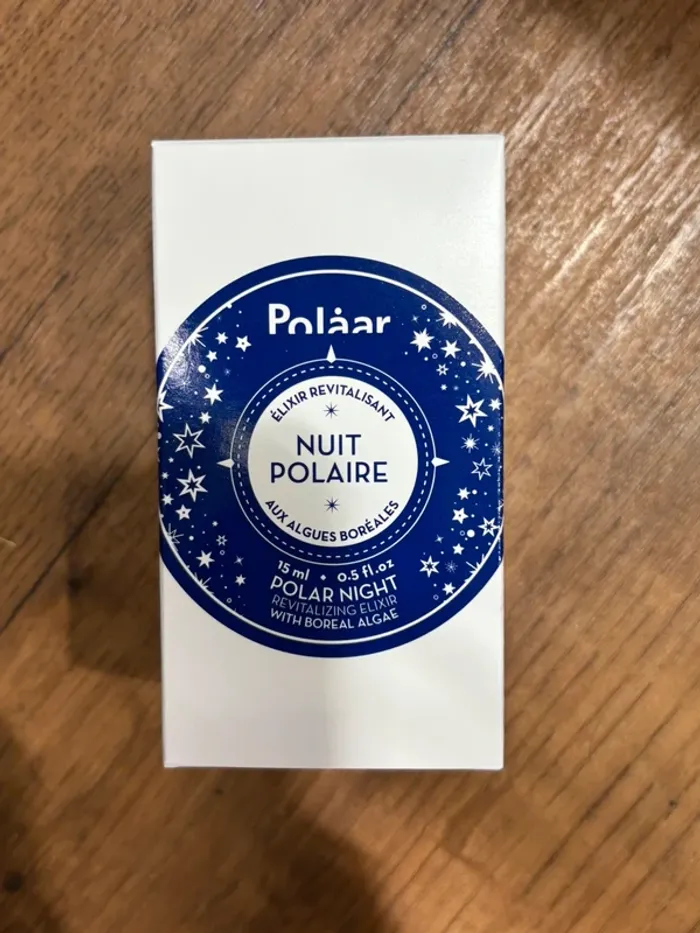 Polåar
ÉLIXIR REVITALISANT
NUIT
POLAIRE
AUX ALGUES BORÉALES
15 ml • 0.5 fl.oz
POLAR NIGHT
REVITALIZING ELIXIR
WITH BOREAL ALGAE